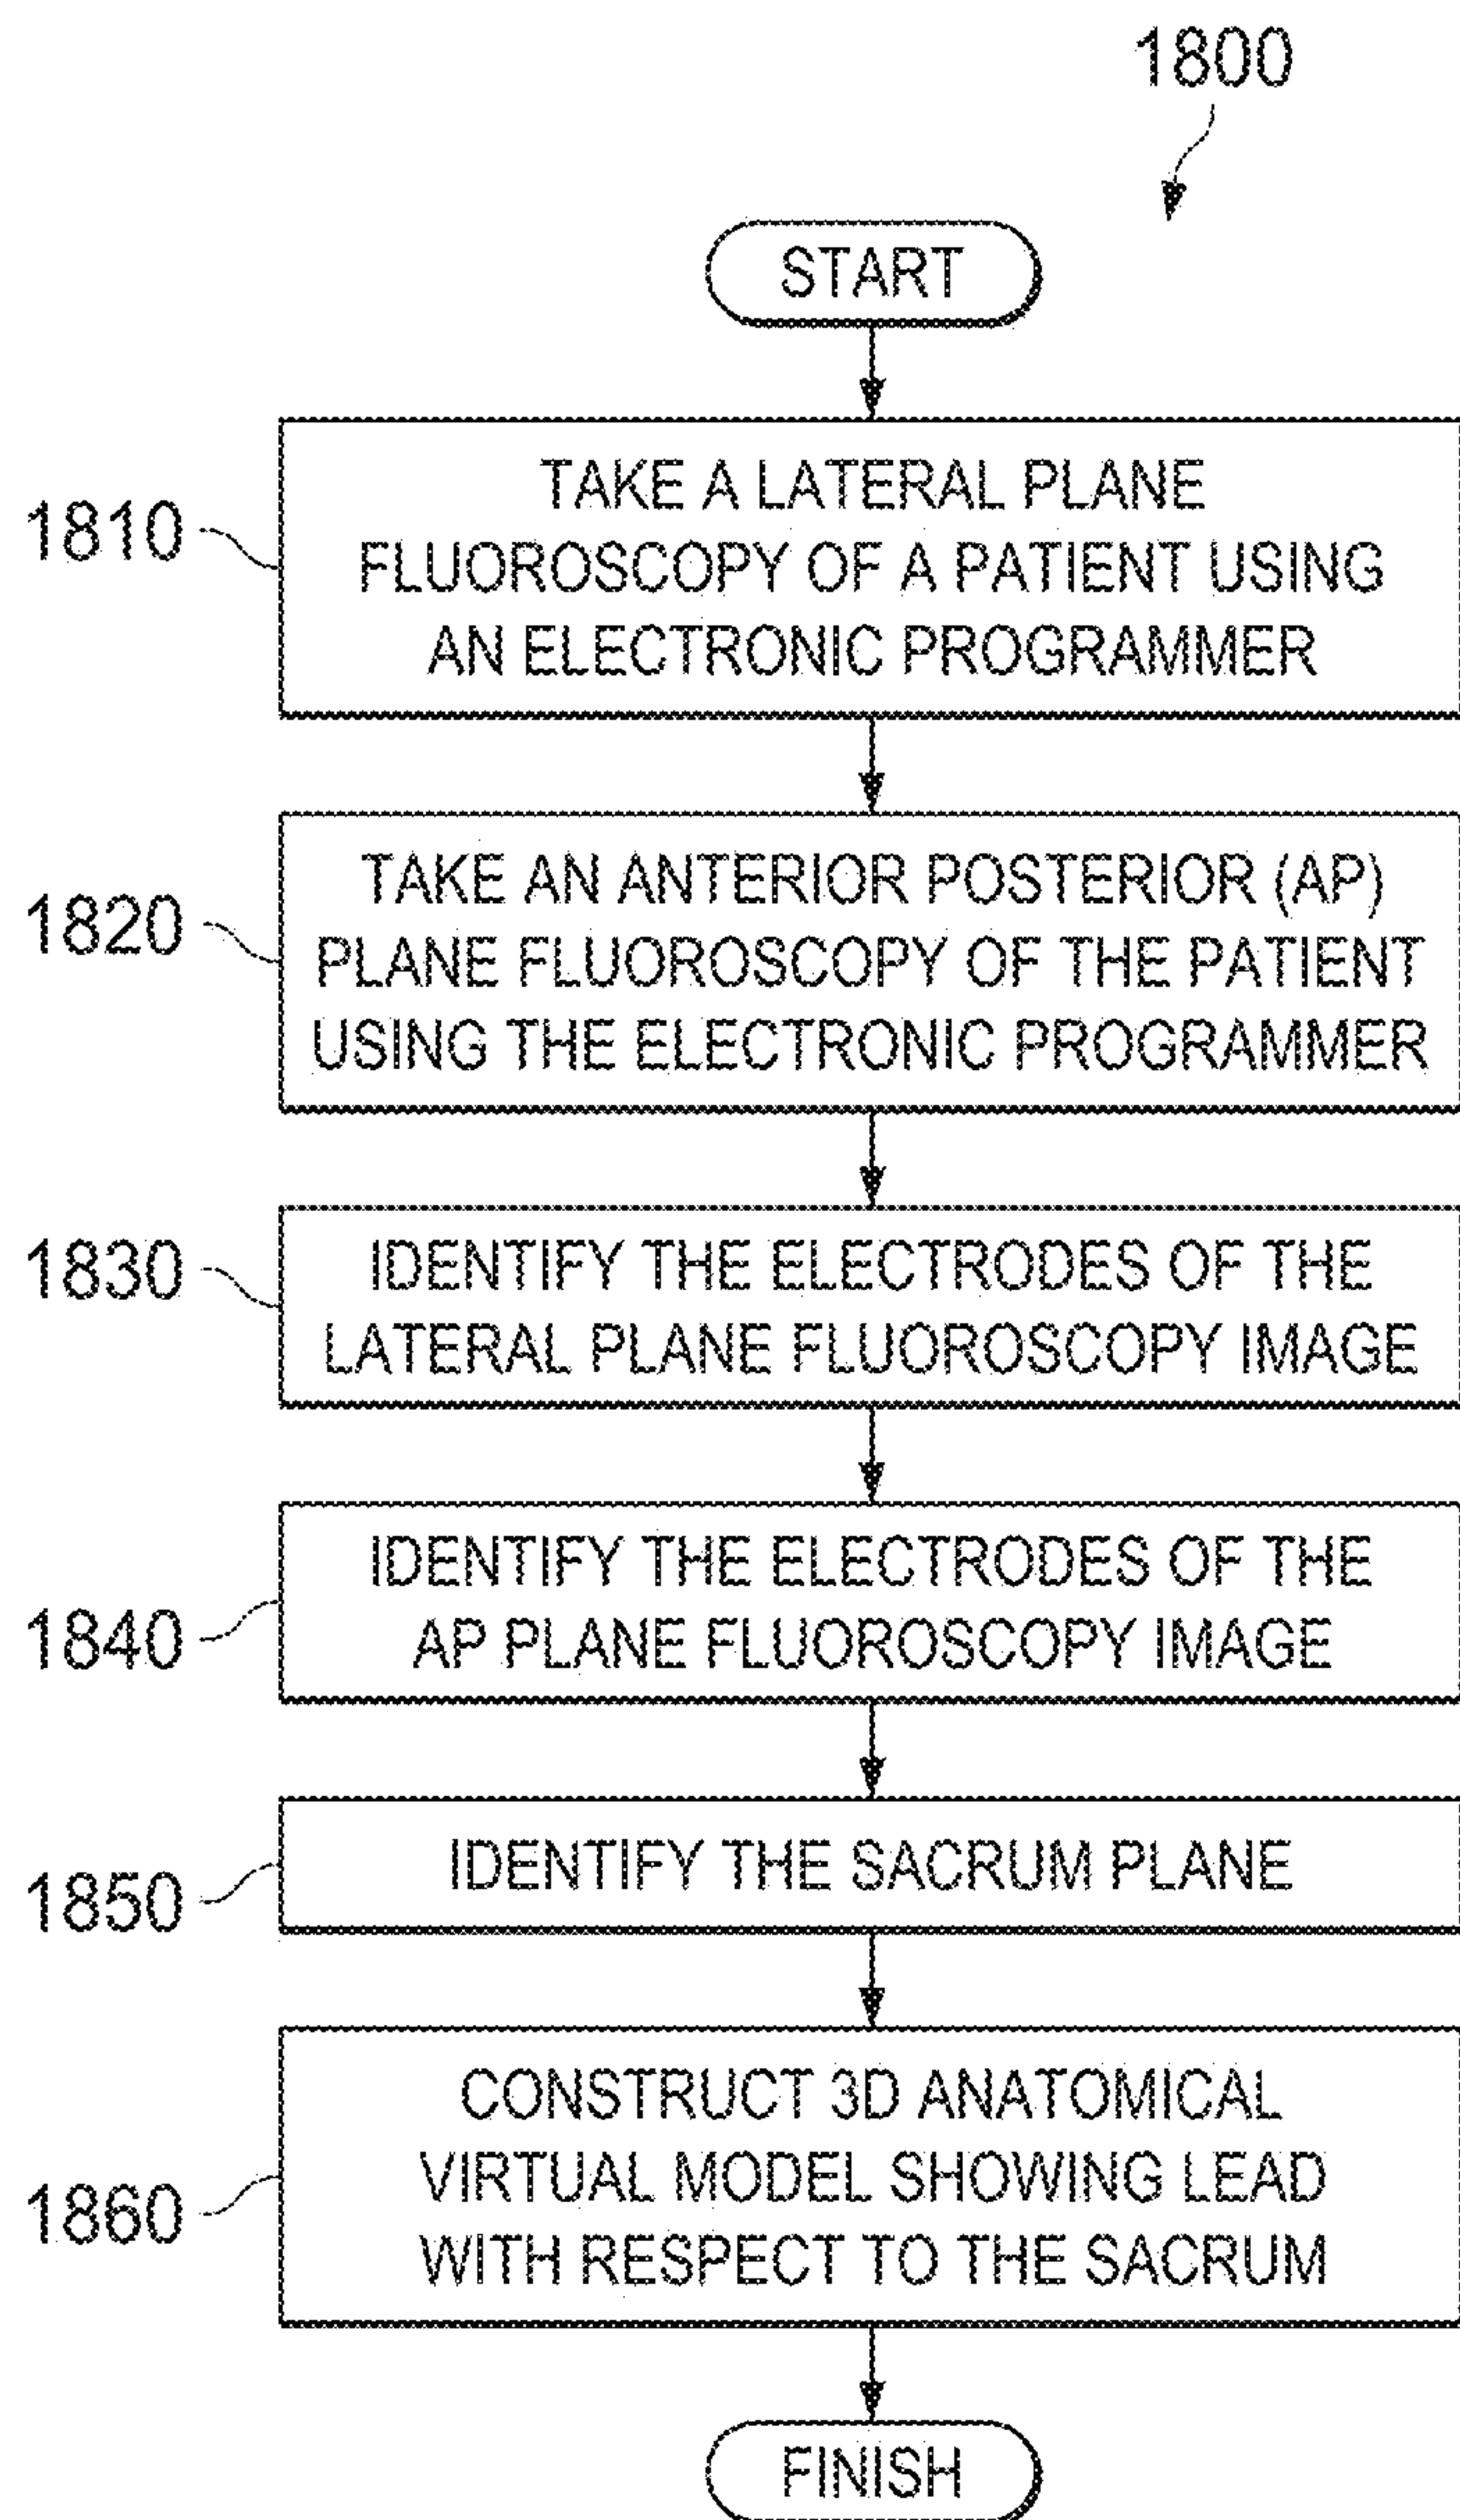 1800
START
1810
TAKE A LATERAL PLANE
FLUOROSCOPY OF A PATIENT USING
AN ELECTRONIC PROGRAMMER
1820
TAKE AN ANTERIOR POSTERIOR (AP)
PLANE FLUOROSCOPY OF THE PATIENT
USING THE ELECTRONIC PROGRAMMER
1830
IDENTIFY THE ELECTRODES OF THE
LATERAL PLANE FLUOROSCOPY IMAGE
1840
IDENTIFY THE ELECTRODES OF THE
AP PLANE FLUOROSCOPY IMAGE
1850
IDENTIFY THE SACRUM PLANE
1860
CONSTRUCT 3D ANATOMICAL
VIRTUAL MODEL SHOWING LEAD
WITH RESPECT TO THE SACRUM
FINISH